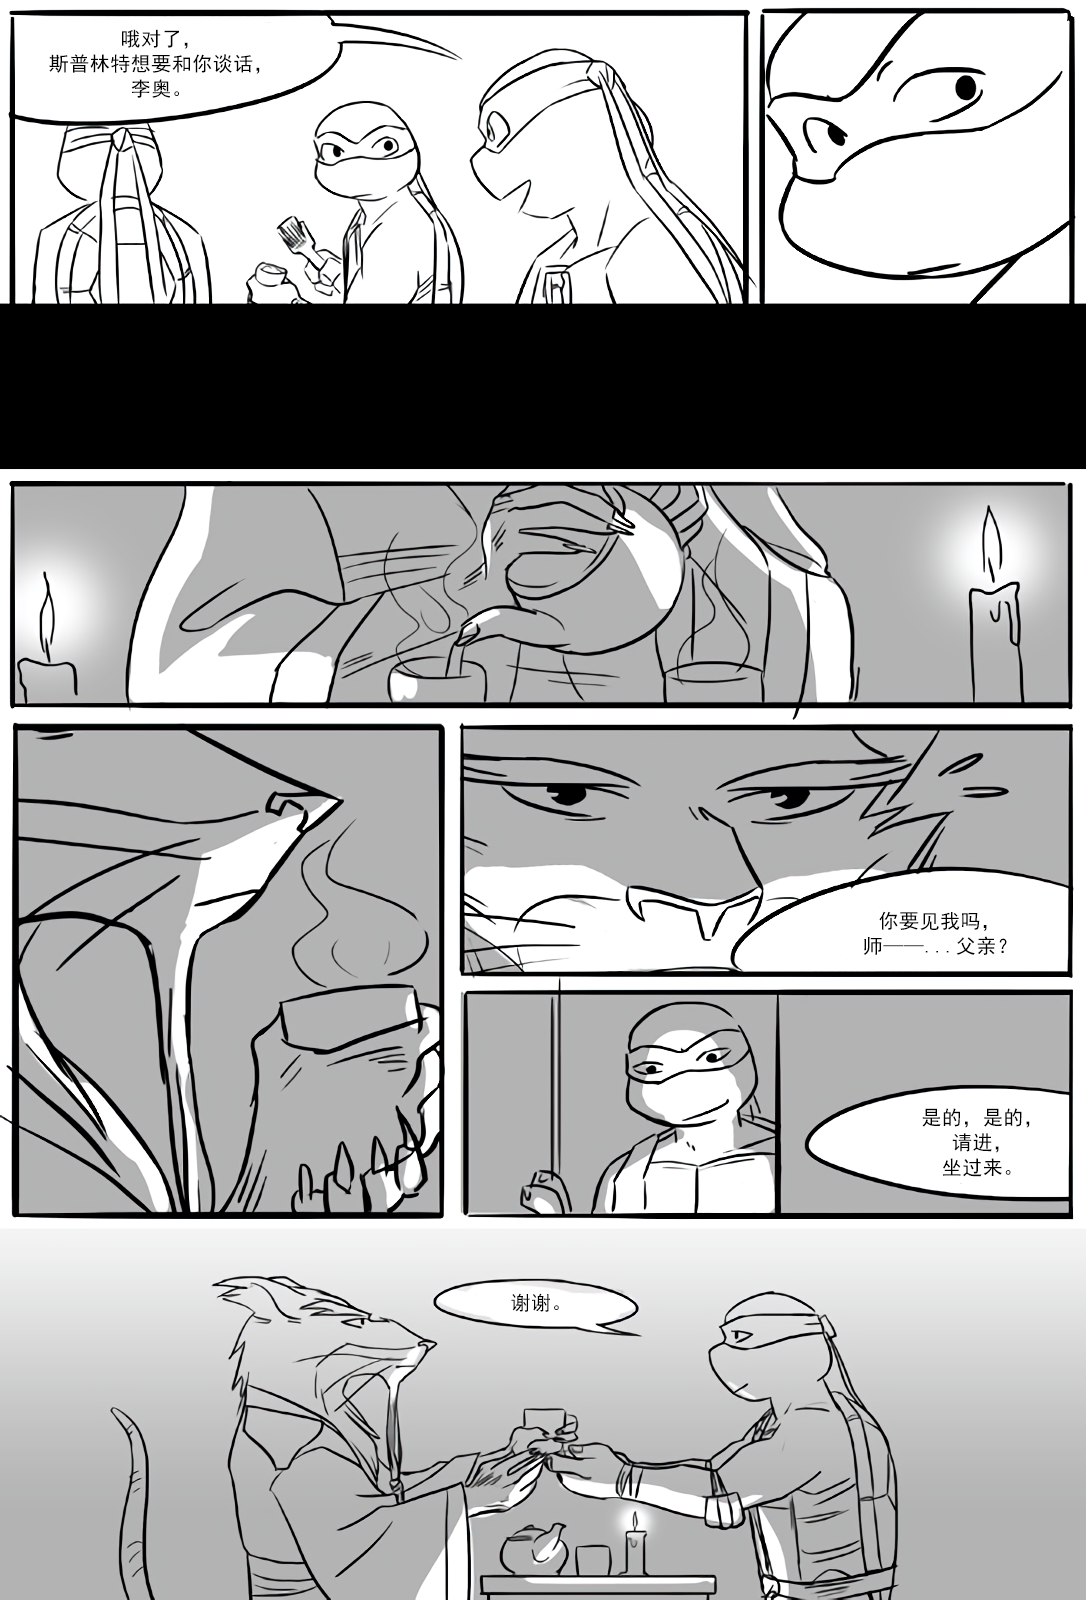 哦对了，
斯普林特想要和你谈话，
李奥。
你要见我吗，
师——...父亲？
是的，是的，
请进，
坐过来。
谢谢。